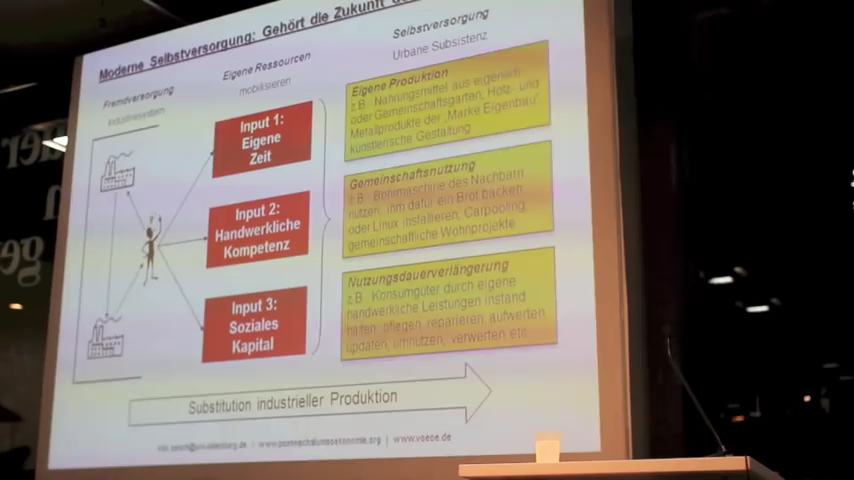 Moderne Selbstversorgung: Gehört die Zukunft
Fremdversorgung
Industriesystem
Eigene Ressourcen
mobilisieren
Selbstversorgung
Urbane Subsistenz
Input 1:
Eigene
Zeit
Input 2:
Handwerkliche
Kompetenz
Input 3:
Soziales
Kapital
Eigene Produktion
z.B. Nahrungsmittel aus eigenem
oder Gemeinschaftsgarten, Holz- und
Metallprodukte der „Marke Eigenbau"
künstlerische Gestaltung
Gemeinschaftsnutzung
z.B. Bohrmaschine des Nachbarn
nutzen, ihm dafür ein Brot backen
oder Linux installieren, Carpooling
gemeinschaftliche Wohnprojekte
Nutzungsdauerverlängerung
z.B. Konsumgüter durch eigene
handwerkliche Leistungen instand
halten pflegen, reparieren, aufwerten
updaten, umnutzen, verwerten etc.
Substitution industrieller Produktion
| www.postwachstumsoekonomie.org | www.voeoe.de